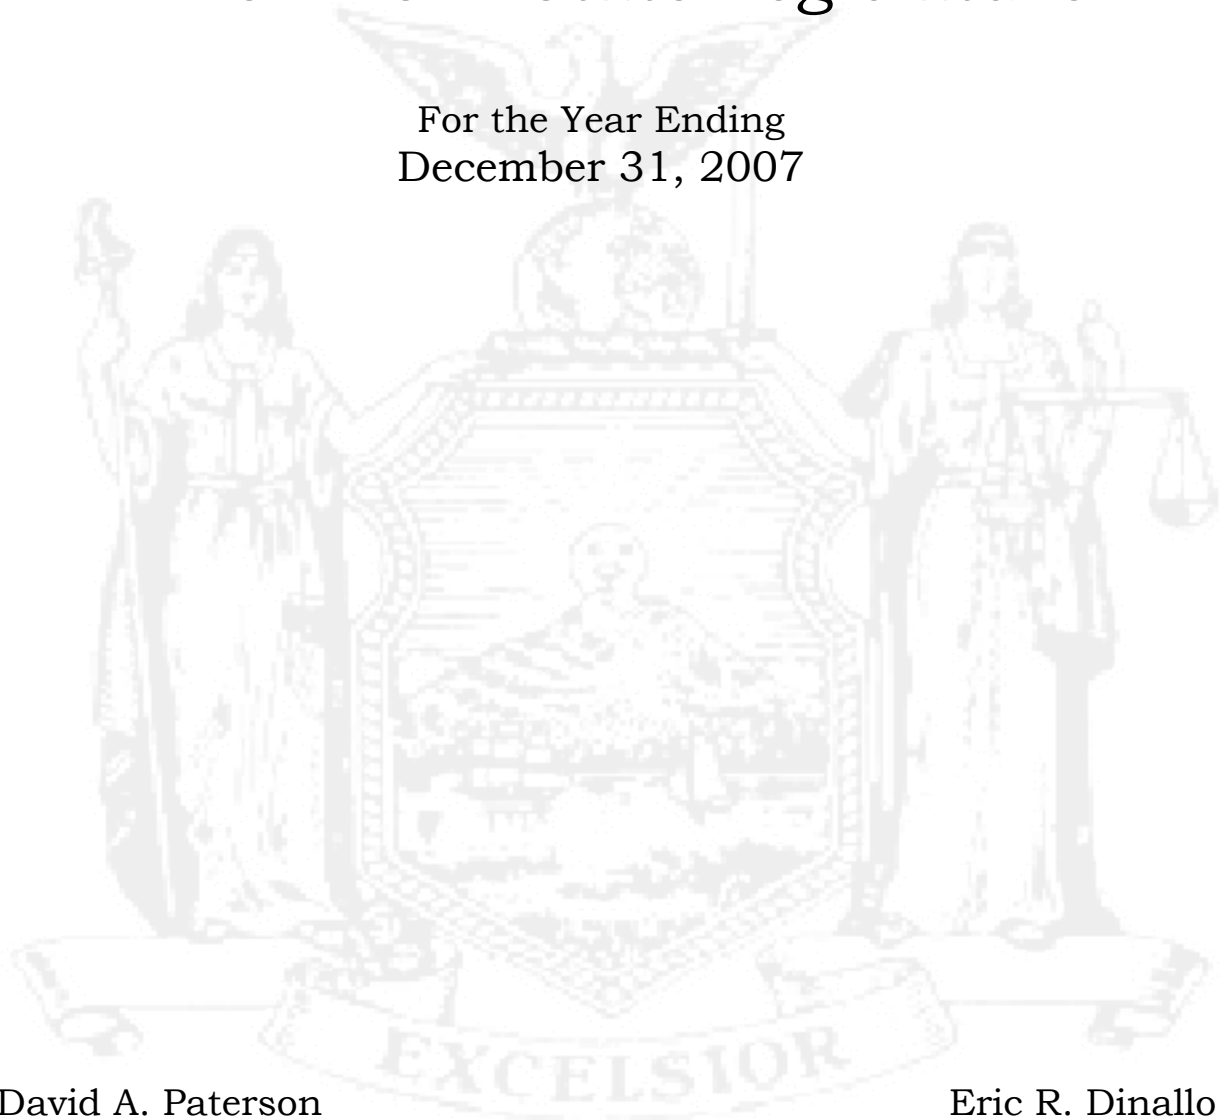 For the Year Ending
December 31, 2007
EXCELSIOR
David A. Paterson
Eric R. Dinallo